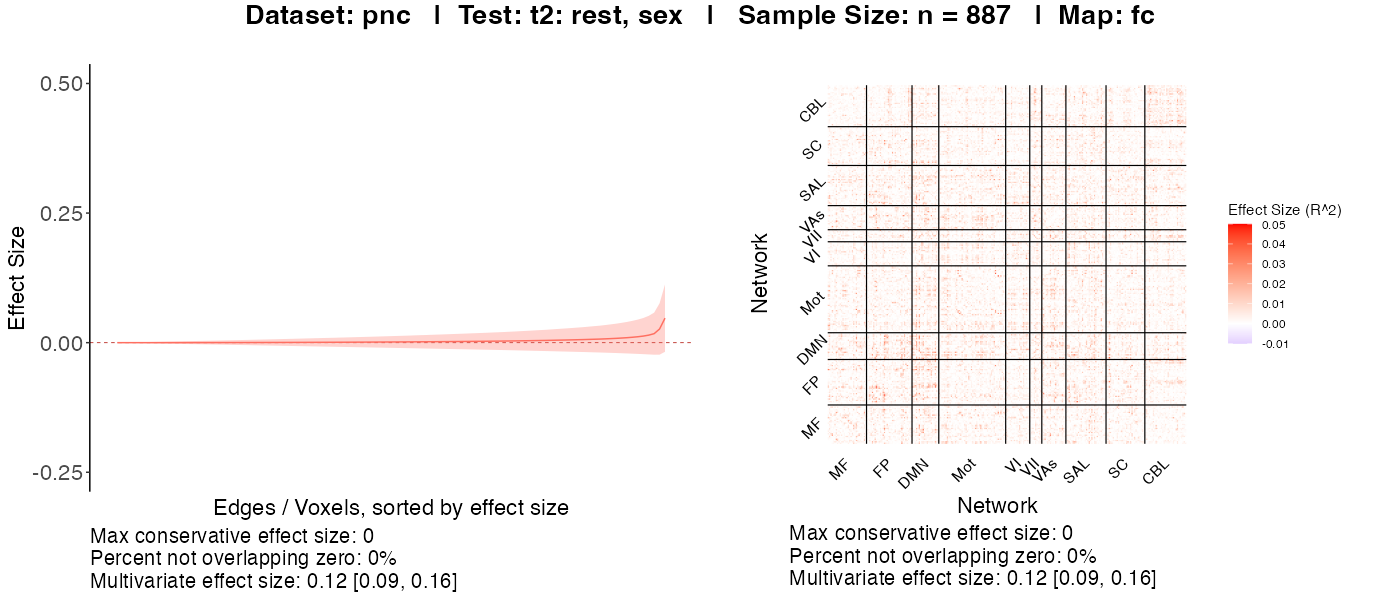 Dataset: pnc | Test: t2: rest, sex | Sample Size: n = 887 | Map: fc
Effect Size
0.50
0.25
0.00
-0.25
Edges / Voxels, sorted by effect size
Max conservative effect size: 0
Percent not overlapping zero: 0%
Multivariate effect size: 0.12 [0.09, 0.16]
Network
CBL
SC
SAL
VAs
VII
VI
Mot
DMN
FP
MF
MF
FP
DMN
Mot
VI
VII
VAs
SAL
SC
CBL
Network
Max conservative effect size: 0
Percent not overlapping zero: 0%
Multivariate effect size: 0.12 [0.09, 0.16]
Effect Size (R^2)
0.05
0.04
0.03
0.02
0.01
0.00
-0.01